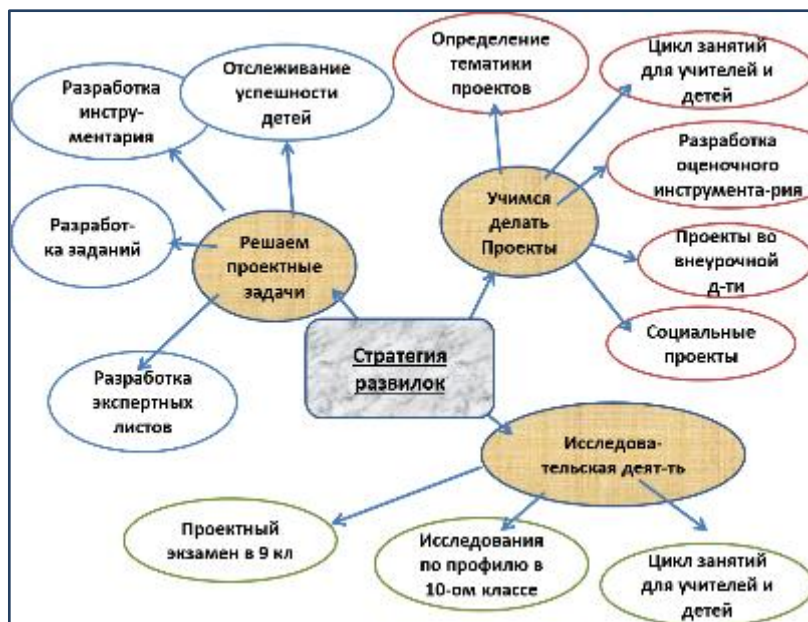 Разработка
инстру-
ментария
Отслеживание
успешности
детей
Разработ-
ка заданий
Решаем
проектные
задачи
Разработка
экспертных
листов
Определение
тематики
проектов
Цикл занятий
для учителей и
детей
Разработка
оценочного
инструмента-рия
Учимся
делать
Проекты
Проекты во
внеурочной
д-ти
Социальные
проекты
Стратегия
развилок
Исследова-
тельская деят-ть
Проектный
экзамен в 9 кл
Исследования
по профилю в
10-ом классе
Цикл занятий
для учителей и
детей